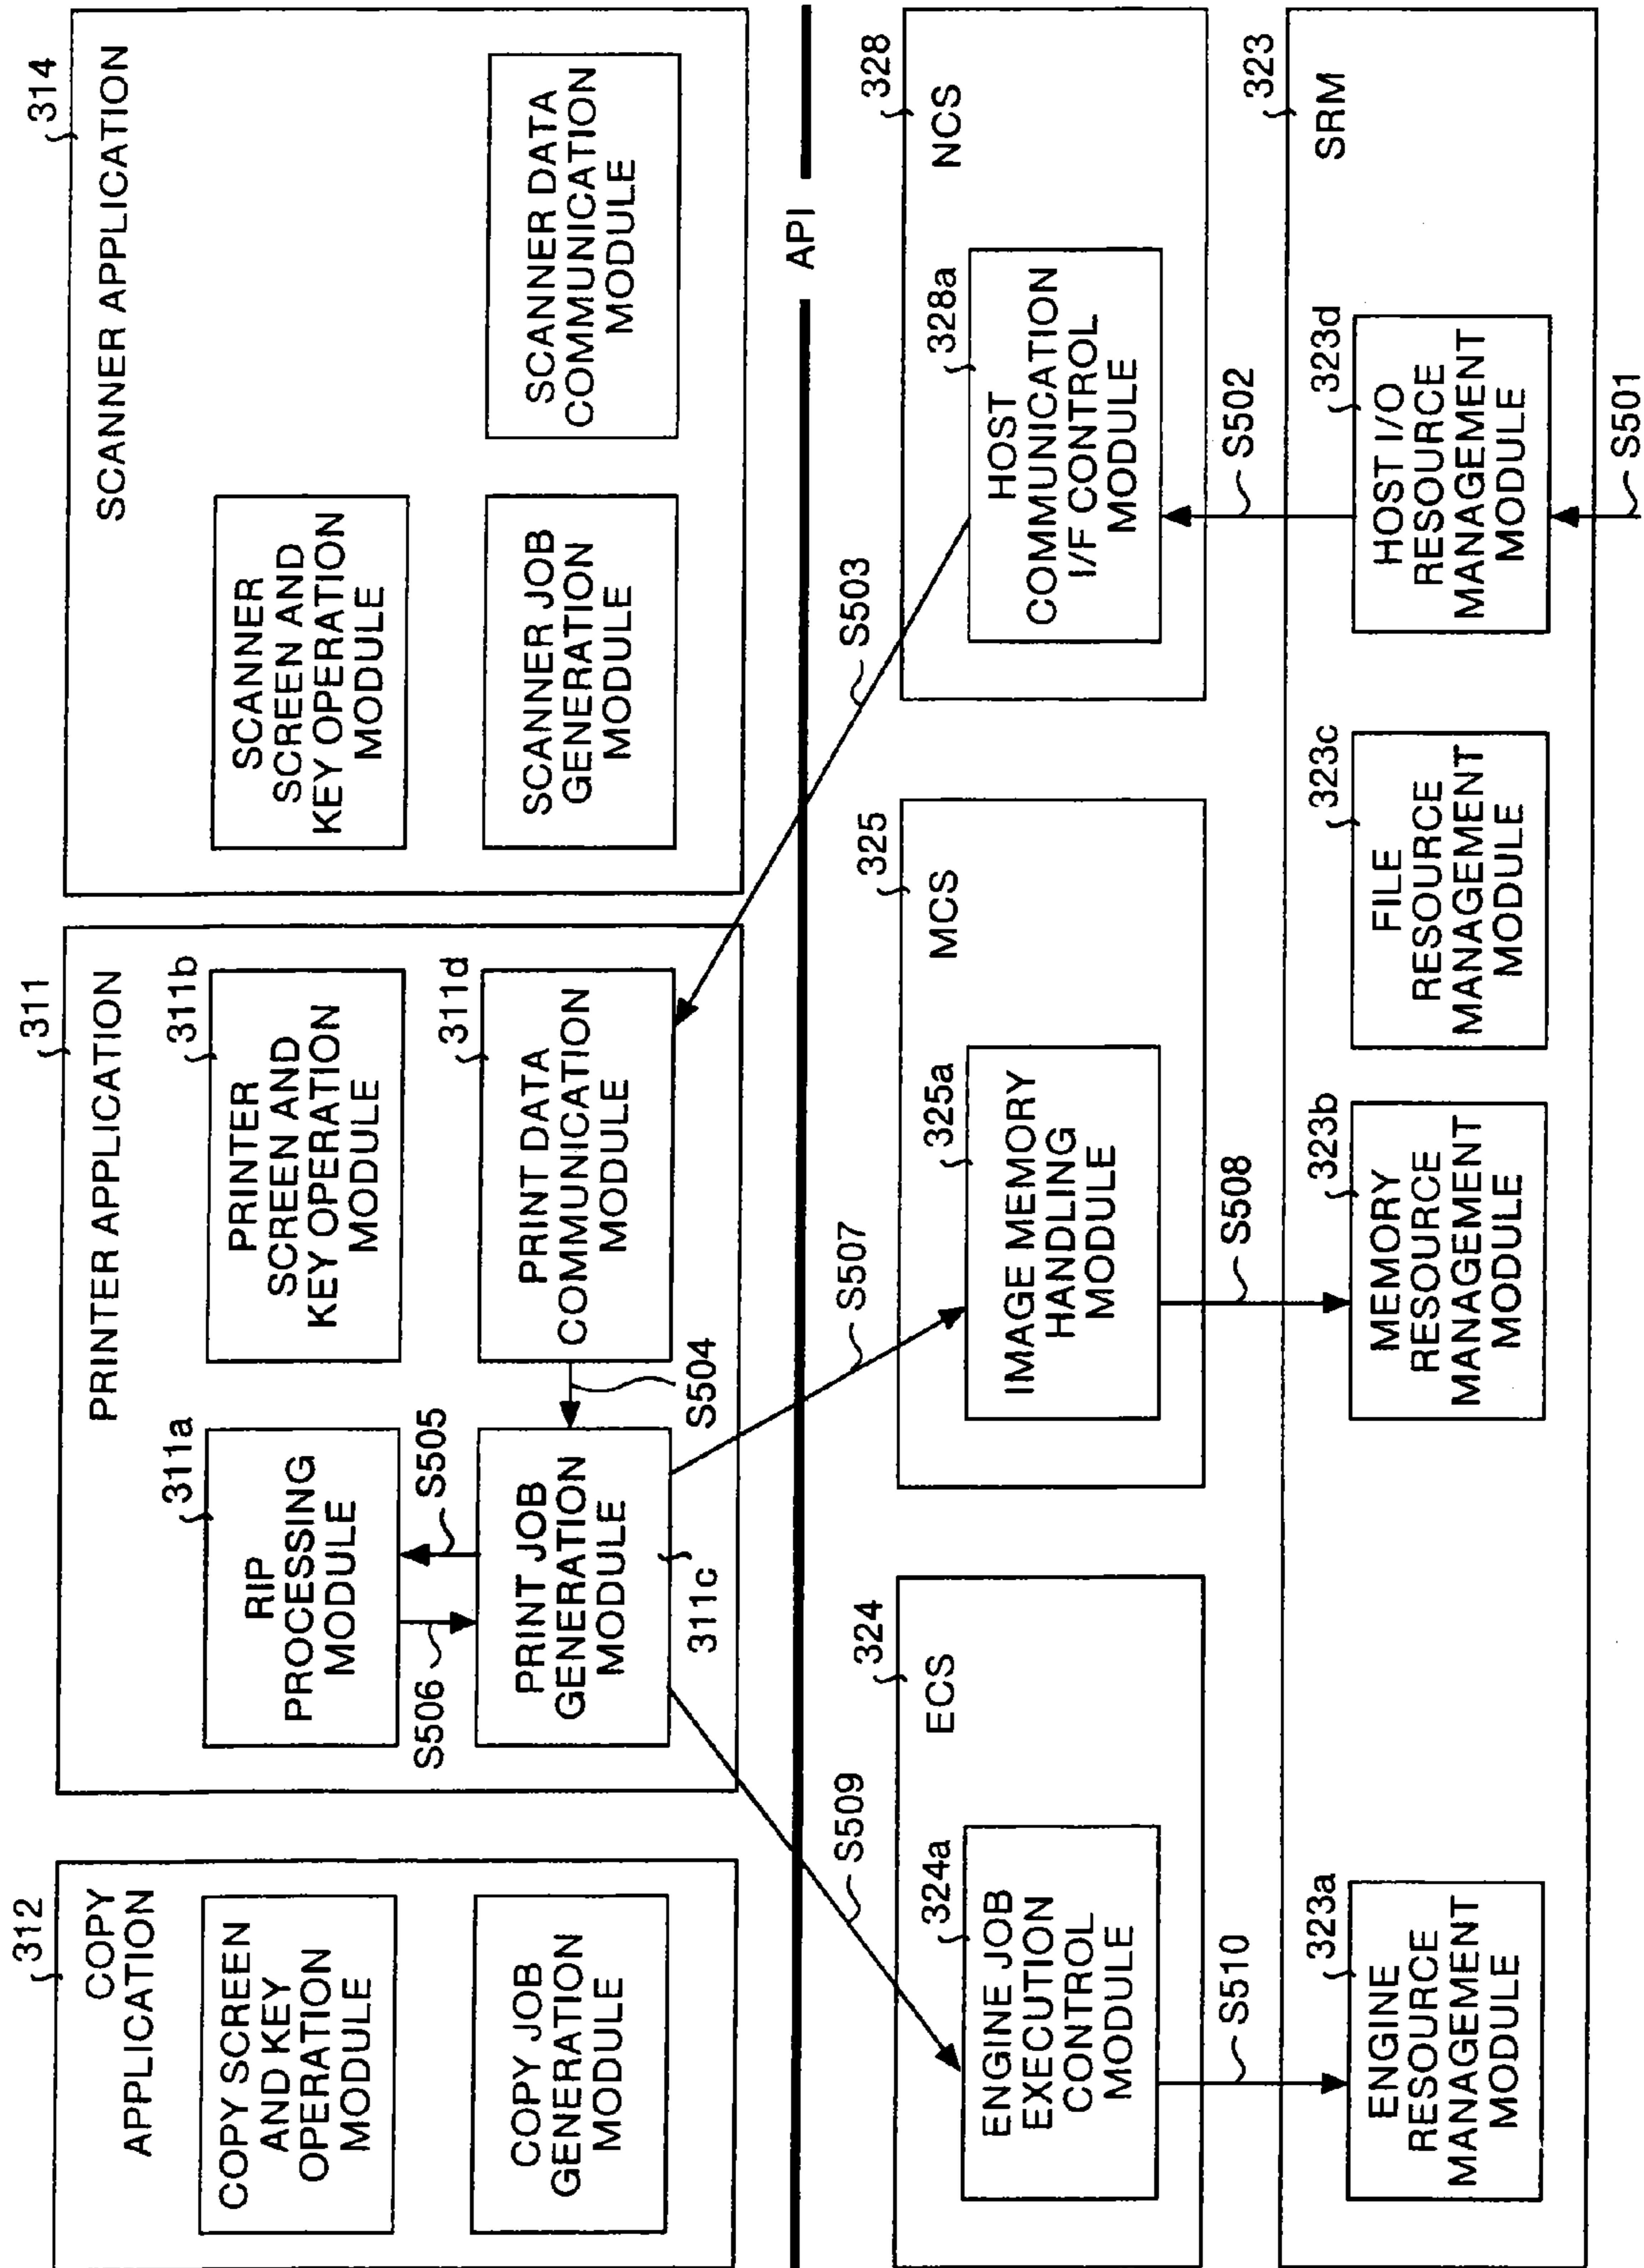 312
COPY
APPLICATION
COPY SCREEN
AND KEY
OPERATION
MODULE
COPY JOB
GENERATION
MODULE
311
PRINTER APPLICATION
311a
RIP
PROCESSING
MODULE
311b
PRINTER
SCREEN AND
KEY OPERATION
MODULE
S506
S505
PRINT JOB
GENERATION
MODULE
311c
S504
311d
PRINT DATA
COMMUNICATION
MODULE
314
SCANNER APPLICATION
SCANNER
SCREEN AND
KEY OPERATION
MODULE
SCANNER JOB
GENERATION
MODULE
SCANNER DATA
COMMUNICATION
MODULE
API
S509
S507
S503
324
ECS
324a
ENGINE JOB
EXECUTION
CONTROL
MODULE
325
MCS
325a
IMAGE MEMORY
HANDLING
MODULE
328
NCS
328a
HOST
COMMUNICATION
I/F CONTROL
MODULE
S510
S508
S502
323
SRM
323a
ENGINE
RESOURCE
MANAGEMENT
MODULE
323b
MEMORY
RESOURCE
MANAGEMENT
MODULE
323c
FILE
RESOURCE
MANAGEMENT
MODULE
323d
HOST I/O
RESOURCE
MANAGEMENT
MODULE
S501